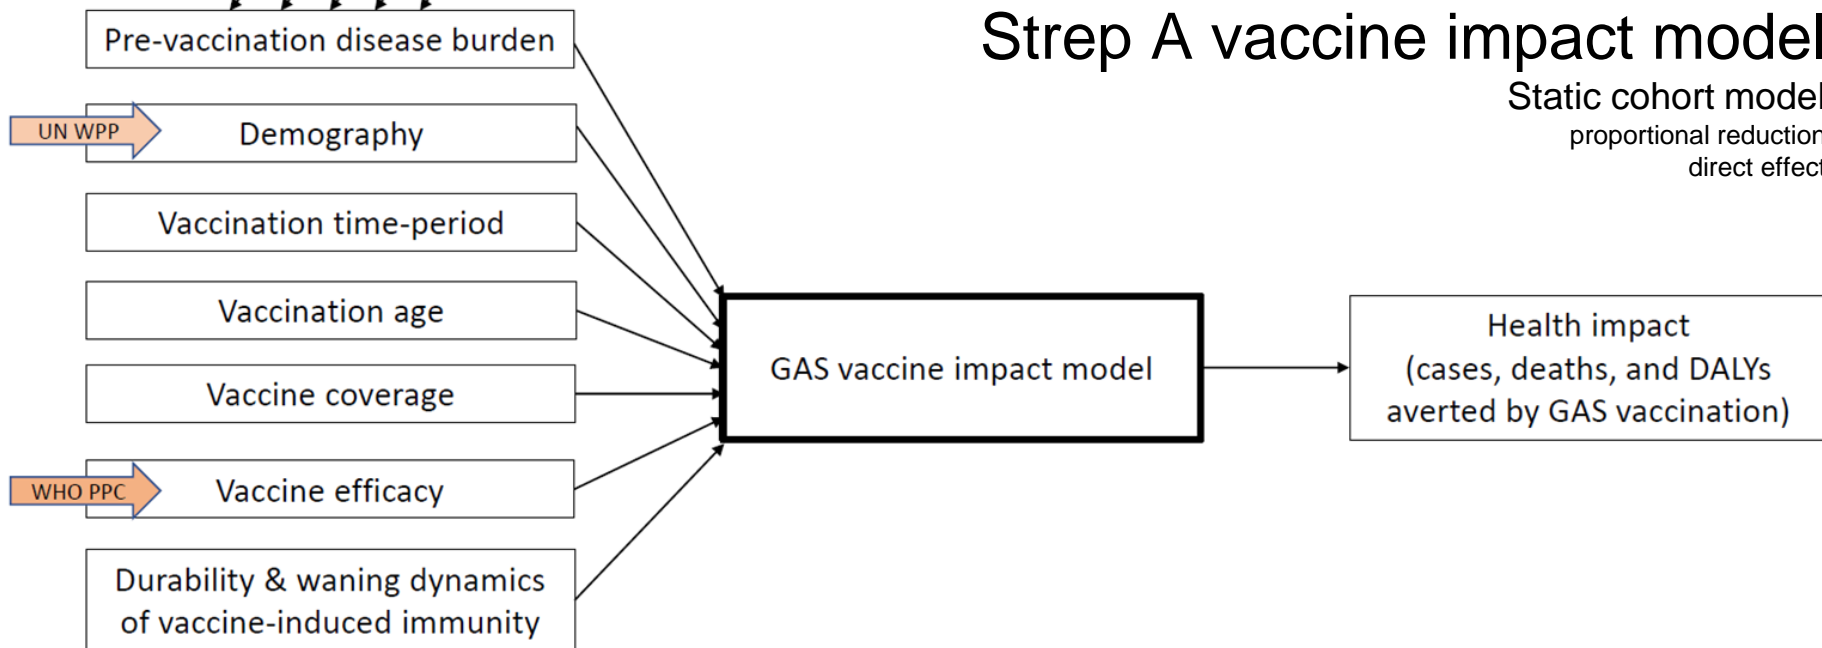 Strep A vaccine impact model
Static cohort model
proportional reduction
direct effect
Pre-vaccination disease burden
UN WPP
Demography
Vaccination time-period
Vaccination age
Vaccine coverage
WHO PPC
Vaccine efficacy
Durability & waning dynamics
of vaccine-induced immunity
GAS vaccine impact model
Health impact
(cases, deaths, and DALYs
averted by GAS vaccination)